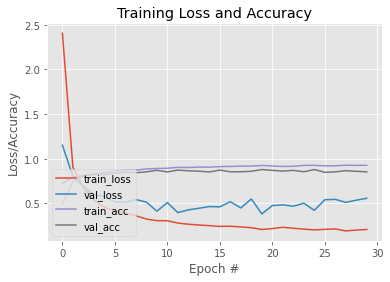 Training Loss and Accuracy
Loss/Accuracy
2.5
2.0
1.5
1.0
0.5
train_loss
val_loss
train_acc
val_acc
0 5 10 15 20 25 30
Epoch #